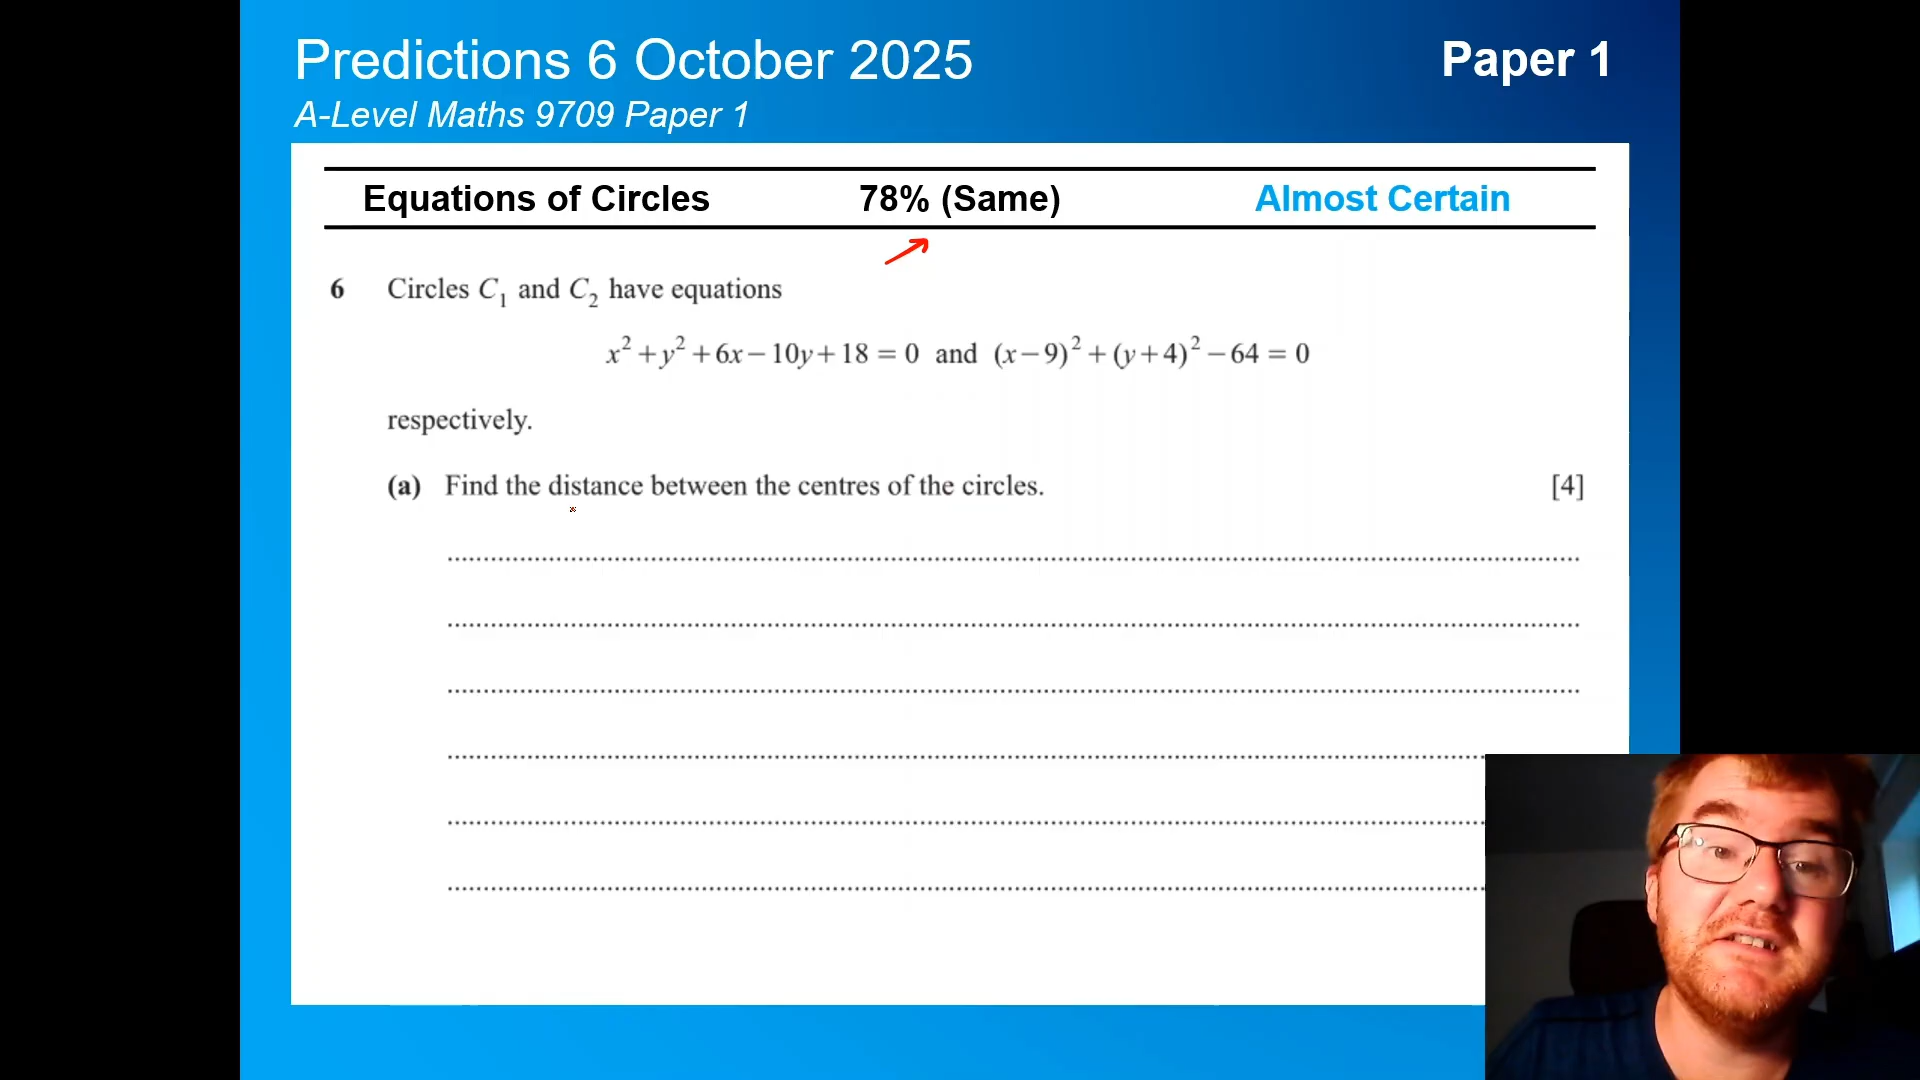 Predictions 6 October 2025
Paper 1
A-Level Maths 9709 Paper 1
Equations of Circles 78% (Same) Almost Certain
6 Circles C₁ and C₂ have equations
x² + y² + 6x − 10y + 18 = 0 and (x − 9)² + (y + 4)² − 64 = 0
respectively.
(a) Find the distance between the centres of the circles. [4]